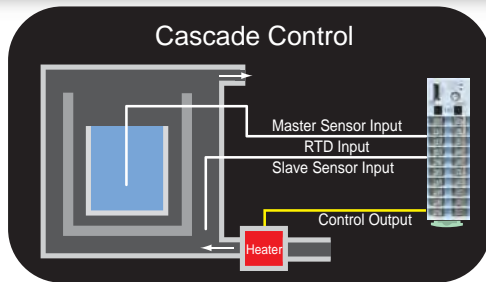 Cascade Control
Master Sensor Input
RTD Input
Slave Sensor Input
Control Output
Heater